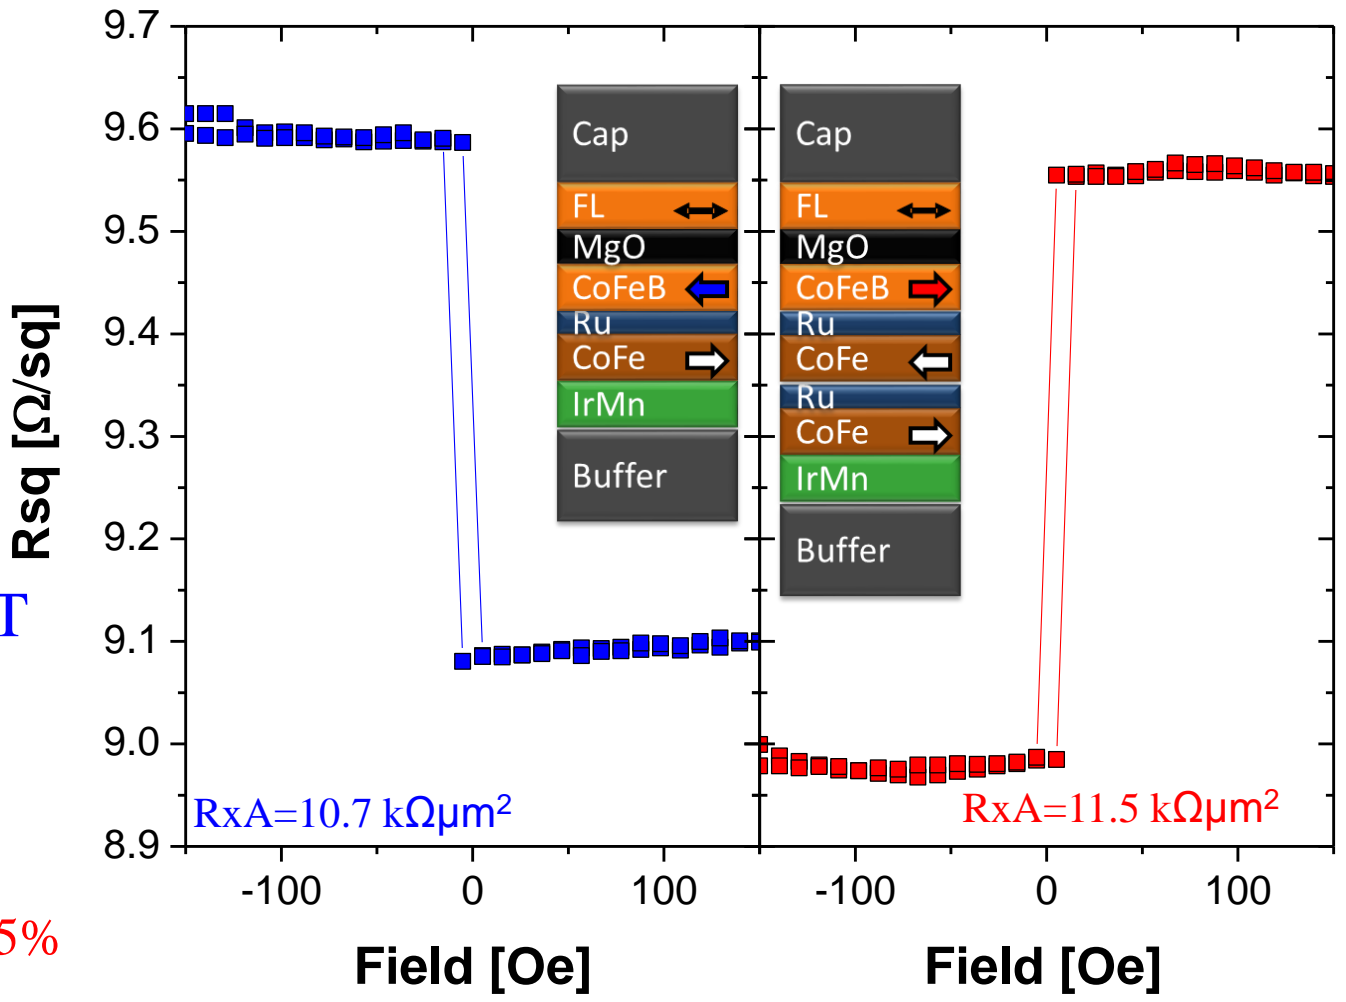 9.7
9.6
9.5
9.4
9.3
9.2
9.1
9.0
8.9
Rsq [Ω/sq]
T
5%
Cap
FL
MgO
CoFeB
Ru
CoFe
IrMn
Buffer
RxA=10.7 kΩμm²
-100 0 100
Field [Oe]
Cap
FL
MgO
CoFeB
Ru
CoFe
Ru
CoFe
IrMn
Buffer
RxA=11.5 kΩμm²
-100 0 100
Field [Oe]